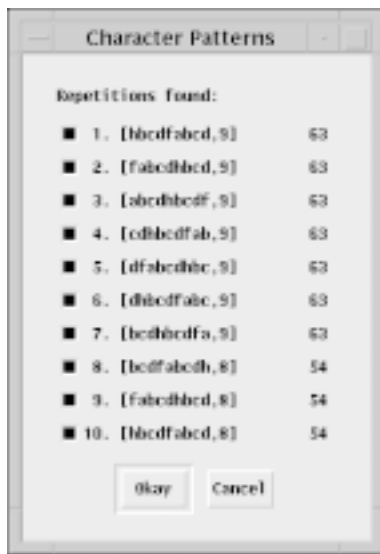 Character Patterns
Repetitions found:
1. [hbcdfabcd,9] 63
2. [fabcdhbcd,9] 63
3. [abcdhbcdf,9] 63
4. [cdhbcdfab,9] 63
5. [dfabcdhbc,9] 63
6. [dhbcdfabc,9] 63
7. [bcdhbcdfa,9] 63
8. [bcdfabcdh,8] 54
9. [fabcdhbcd,8] 54
10. [hbcdfabcd,8] 54
Okay Cancel